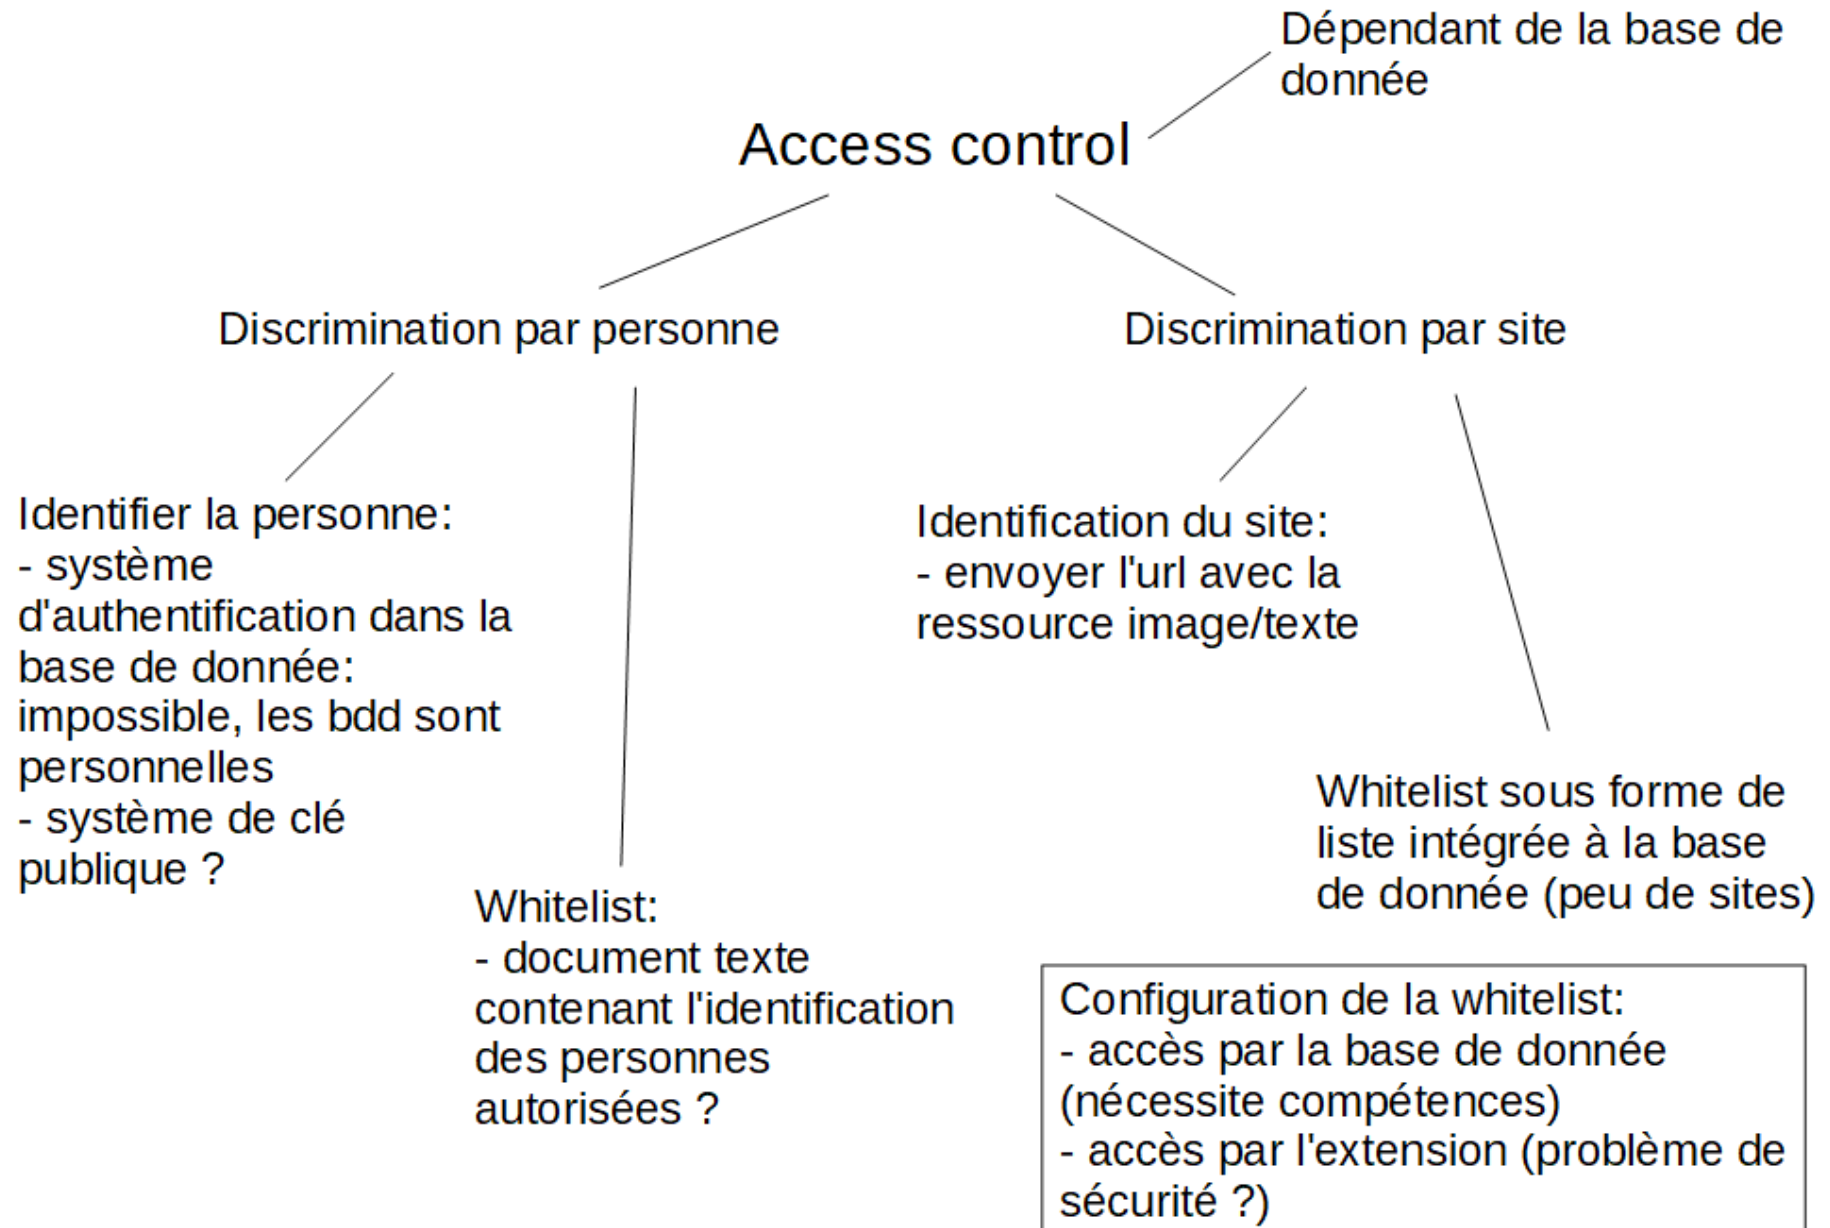 Dépendant de la base de
donnée
Access control
Discrimination par personne
Discrimination par site
Identifier la personne:
- système
d'authentification dans la
base de donnée:
impossible, les bdd sont
personnelles
- système de clé
publique ?
Whitelist:
- document texte
contenant l'identification
des personnes
autorisées ?
Identification du site:
- envoyer l'url avec la
ressource image/texte
Whitelist sous forme de
liste intégrée à la base
de donnée (peu de sites)
Configuration de la whitelist:
- accès par la base de donnée
(nécessite compétences)
- accès par l'extension (problème de
sécurité ?)